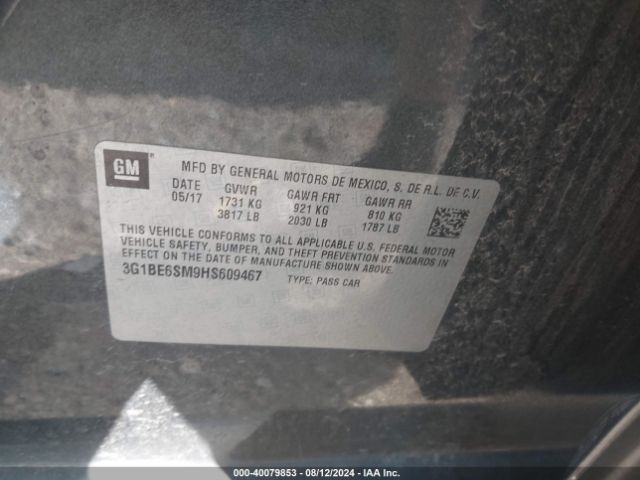 GM
MFD BY GENERAL MOTORS DE MEXICO, S. DE R.L. DE C.V.
DATE GVWR GAWR FRT GAWR RR
05/17 1731 KG 921 KG 810 KG
3817 LB 2030 LB 1787 LB
THIS VEHICLE CONFORMS TO ALL APPLICABLE U.S. FEDERAL MOTOR
VEHICLE SAFETY, BUMPER, AND THEFT PREVENTION STANDARDS IN
EFFECT ON THE DATE OF MANUFACTURE SHOWN ABOVE.
3G1BE6SM9HS609467 TYPE: PASS CAR
000-40079853 - 08/12/2024 - IAA Inc.